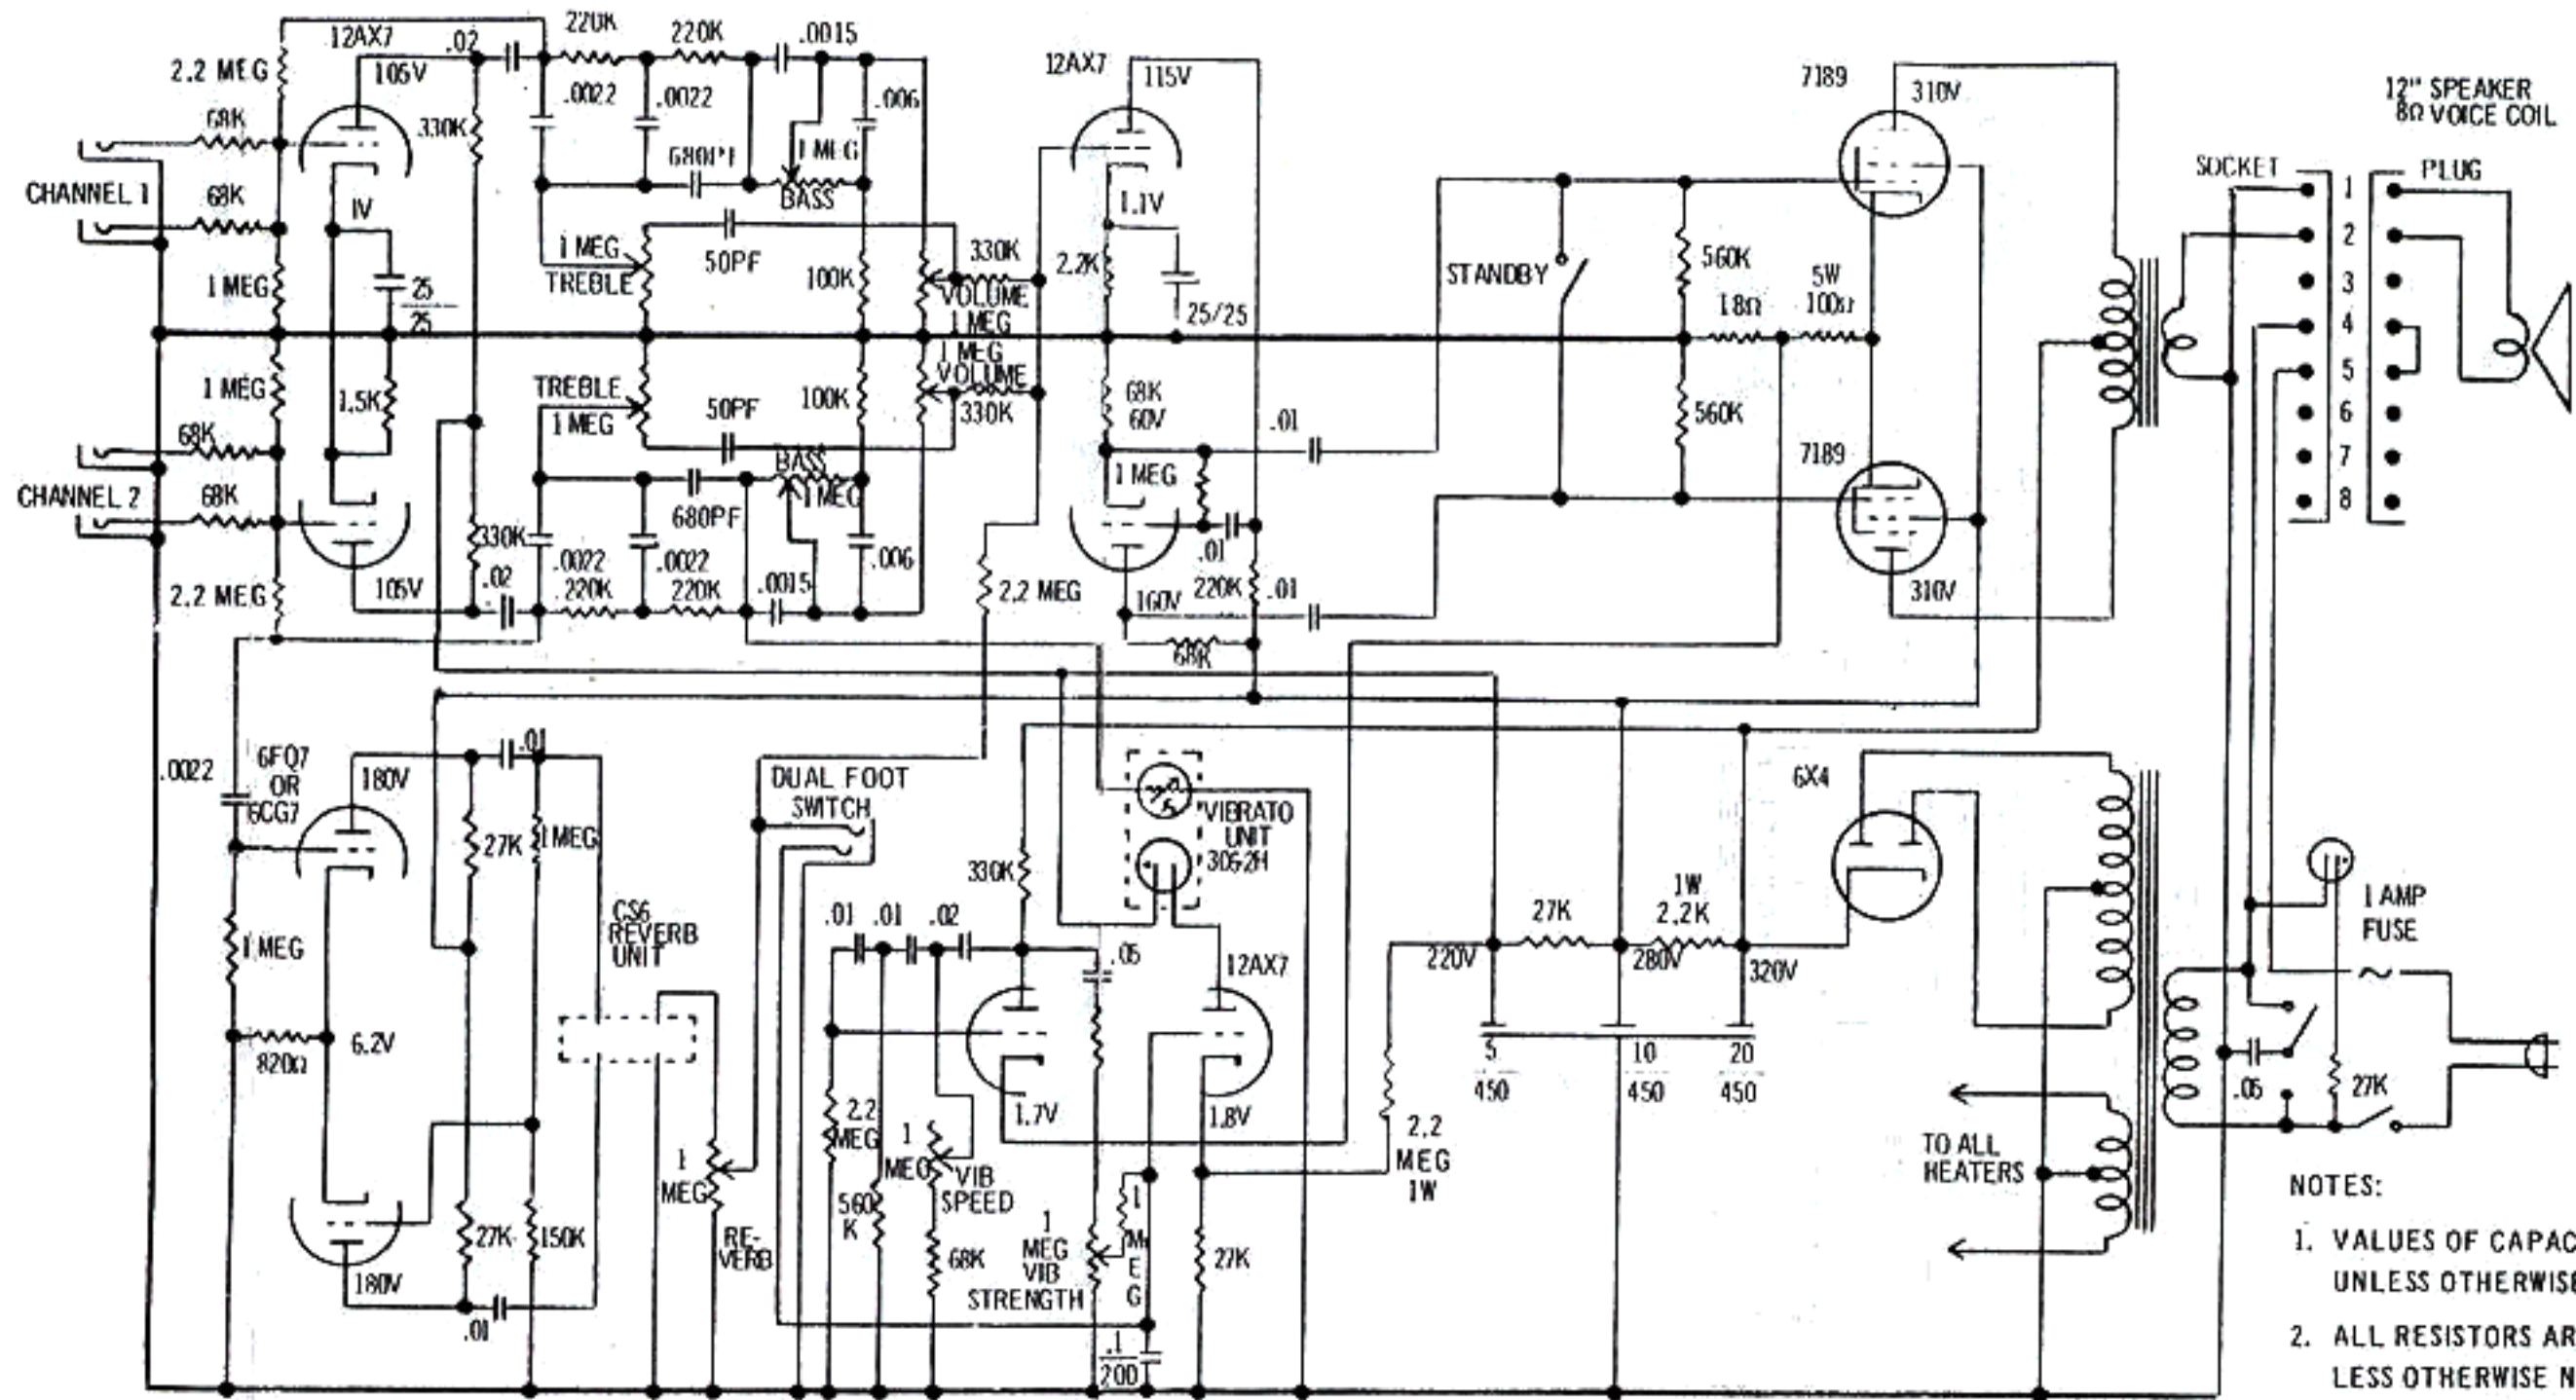 12AX7
.02
220K
220K
.0015
2.2 MEG
105V
.0022
.0022
.006
330K
68K
680PF
1 MEG
BASS
CHANNEL 1
68K
1V
1 MEG
TREBLE
50PF
100K
330K
VOLUME
1 MEG
1 MEG
25
25
1 MEG
VOLUME
330K
1 MEG
1.5K
TREBLE
1 MEG
50PF
100K
68K
BASS
1 MEG
CHANNEL 2
68K
680PF
330K
.0022
.0022
.006
.02
220K
220K
.0015
2.2 MEG
105V
12AX7
115V
1.1V
2.2K
25/25
68K
60V
.01
1 MEG
.01
220K
.01
2.2 MEG
160V
68K
7189
310V
STANDBY
560K
18Ω
5W
100Ω
560K
7189
310V
12" SPEAKER
8Ω VOICE COIL
SOCKET
PLUG
1
2
3
4
5
6
7
8
.0022
6FQ7
OR
6CG7
180V
.01
27K
1 MEG
1 MEG
CS6
REVERB
UNIT
820Ω
6.2V
27K
150K
180V
.01
1
MEG
RE-
VERB
DUAL FOOT
SWITCH
VIBRATO
UNIT
30&2H
330K
.01
.01
.02
.05
12AX7
1.7V
1.8V
2.2
MEG
560
K
1
MEG
VIB
SPEED
68K
1
MEG
VIB
STRENGTH
1
M
E
G
27K
.1
200
2.2
MEG
1W
220V
27K
280V
1W
2.2K
320V
5
450
10
450
20
450
6X4
TO ALL
HEATERS
1 AMP
FUSE
.05
27K
NOTES:
1. VALUES OF CAPAC
UNLESS OTHERWISE
2. ALL RESISTORS AR
LESS OTHERWISE